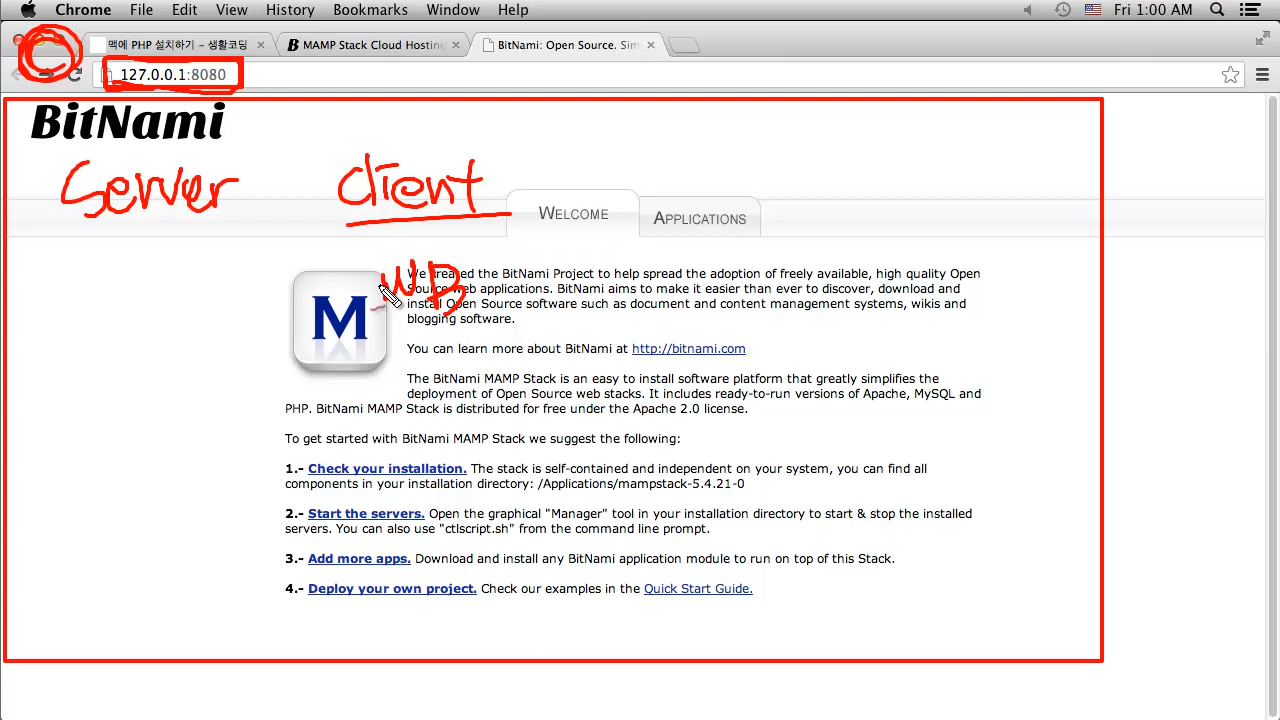 Chrome File Edit View History Bookmarks Window Help Fri 1:00 AM
맥에 PHP 설치하기 – 생활코딩 MAMP Stack Cloud Hosting BitNami: Open Source. Sim
127.0.0.1:8080
BitNami
Server client
WELCOME APPLICATIONS
WB
We created the BitNami Project to help spread the adoption of freely available, high quality Open
Source web applications. BitNami aims to make it easier than ever to discover, download and
install Open Source software such as document and content management systems, wikis and
blogging software.
M
You can learn more about BitNami at http://bitnami.com
The BitNami MAMP Stack is an easy to install software platform that greatly simplifies the
deployment of Open Source web stacks. It includes ready-to-run versions of Apache, MySQL and
PHP. BitNami MAMP Stack is distributed for free under the Apache 2.0 license.
To get started with BitNami MAMP Stack we suggest the following:
1.- Check your installation. The stack is self-contained and independent on your system, you can find all
components in your installation directory: /Applications/mampstack-5.4.21-0
2.- Start the servers. Open the graphical "Manager" tool in your installation directory to start & stop the installed
servers. You can also use "ctlscript.sh" from the command line prompt.
3.- Add more apps. Download and install any BitNami application module to run on top of this Stack.
4.- Deploy your own project. Check our examples in the Quick Start Guide.